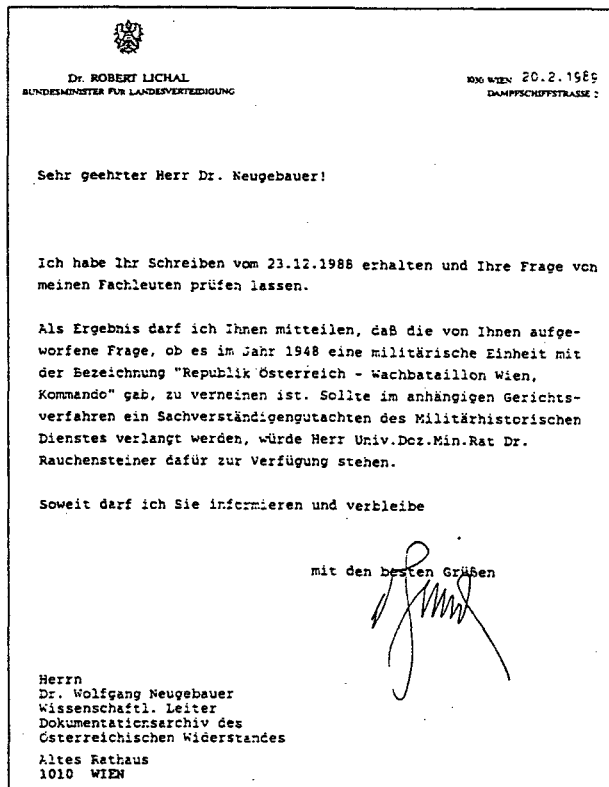 Dr. ROBERT LICHAL
BUNDESMINISTER FUR LANDESVERTEIDIGUNG
1030 WIEN 20.2.1989
DAMPFSCHIFFSTRASSE 2
Sehr geehrter Herr Dr. Neugebauer!
Ich habe Ihr Schreiben vom 23.12.1988 erhalten und Ihre Frage von
meinen Fachleuten prüfen lassen.
Als Ergebnis darf ich Ihnen mitteilen, daß die von Ihnen aufge-
worfene Frage, ob es im Jahr 1948 eine militärische Einheit mit
der Bezeichnung "Republik Österreich - Wachbataillon Wien,
Kommando" gab, zu verneinen ist. Sollte im anhängigen Gerichts-
verfahren ein Sachverständigengutachten des Militärhistorischen
Dienstes verlangt werden, würde Herr Univ.Doz.Min.Rat Dr.
Rauchensteiner dafür zur Verfügung stehen.
Soweit darf ich Sie informieren und verbleibe
mit den besten Grüßen
Herrn
Dr. Wolfgang Neugebauer
Wissenschaftl. Leiter
Dokumentationsarchiv des
Österreichischen Widerstandes
Altes Rathaus
1010 WIEN